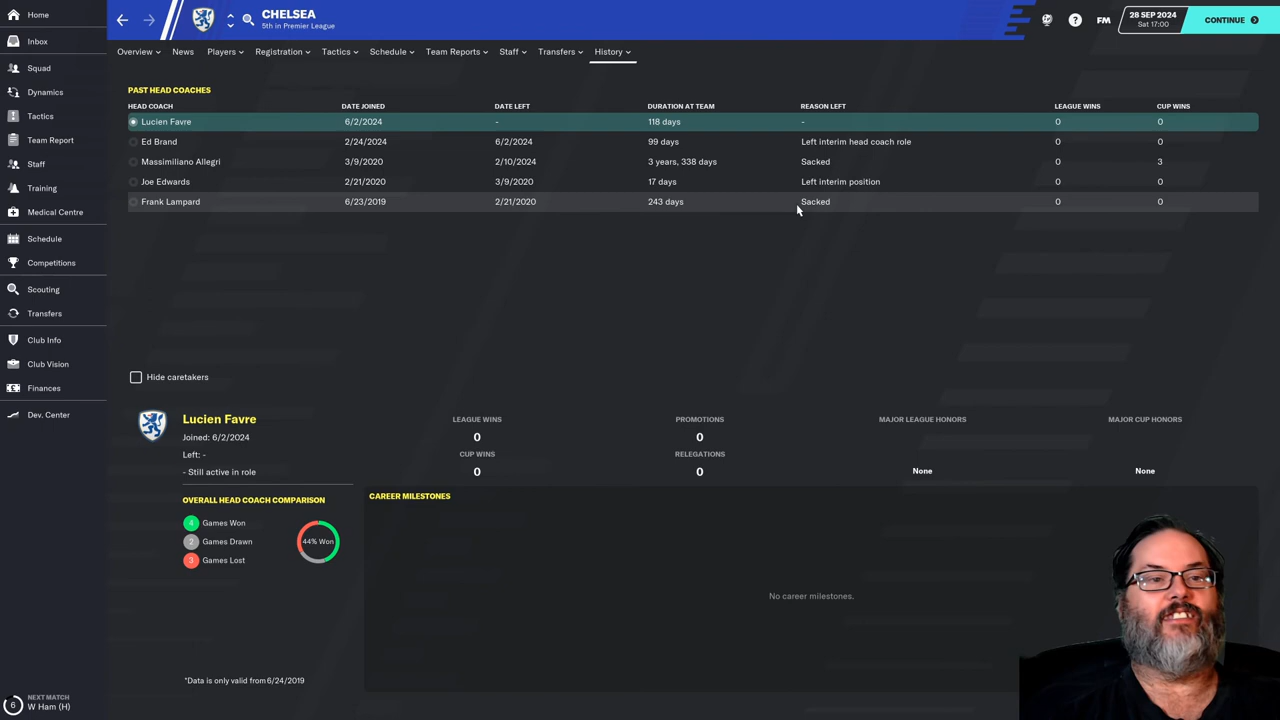 Home
CHELSEA
5th in Premier League
FM
28 SEP 2024
Sat 17:00
CONTINUE
Inbox
Overview News Players Registration Tactics Schedule Team Reports Staff Transfers History
Squad
Dynamics
Tactics
Team Report
Staff
Training
Medical Centre
Schedule
Competitions
Scouting
Transfers
Club Info
Club Vision
Finances
Dev. Center
PAST HEAD COACHES
HEAD COACH DATE JOINED DATE LEFT DURATION AT TEAM REASON LEFT LEAGUE WINS CUP WINS
Lucien Favre 6/2/2024 - 118 days - 0 0
Ed Brand 2/24/2024 6/2/2024 99 days Left interim head coach role 0 0
Massimiliano Allegri 3/9/2020 2/10/2024 3 years, 338 days Sacked 0 3
Joe Edwards 2/21/2020 3/9/2020 17 days Left interim position 0 0
Frank Lampard 6/23/2019 2/21/2020 243 days Sacked 0 0
Hide caretakers
Lucien Favre
Joined: 6/2/2024
Left: -
- Still active in role
LEAGUE WINS
0
CUP WINS
0
PROMOTIONS
0
RELEGATIONS
0
MAJOR LEAGUE HONORS
None
MAJOR CUP HONORS
None
OVERALL HEAD COACH COMPARISON
4 Games Won
2 Games Drawn
3 Games Lost
44% Won
CAREER MILESTONES
No career milestones.
*Data is only valid from 6/24/2019
6
NEXT MATCH
W Ham (H)